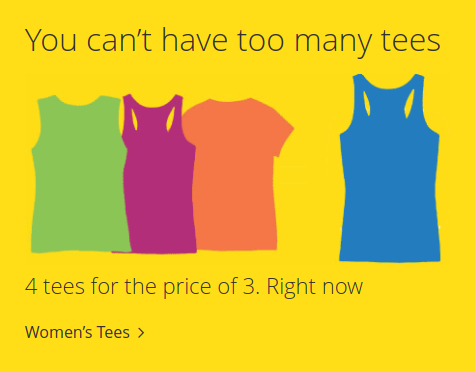 You can’t have too many tees
4 tees for the price of 3. Right now
Women’s Tees >